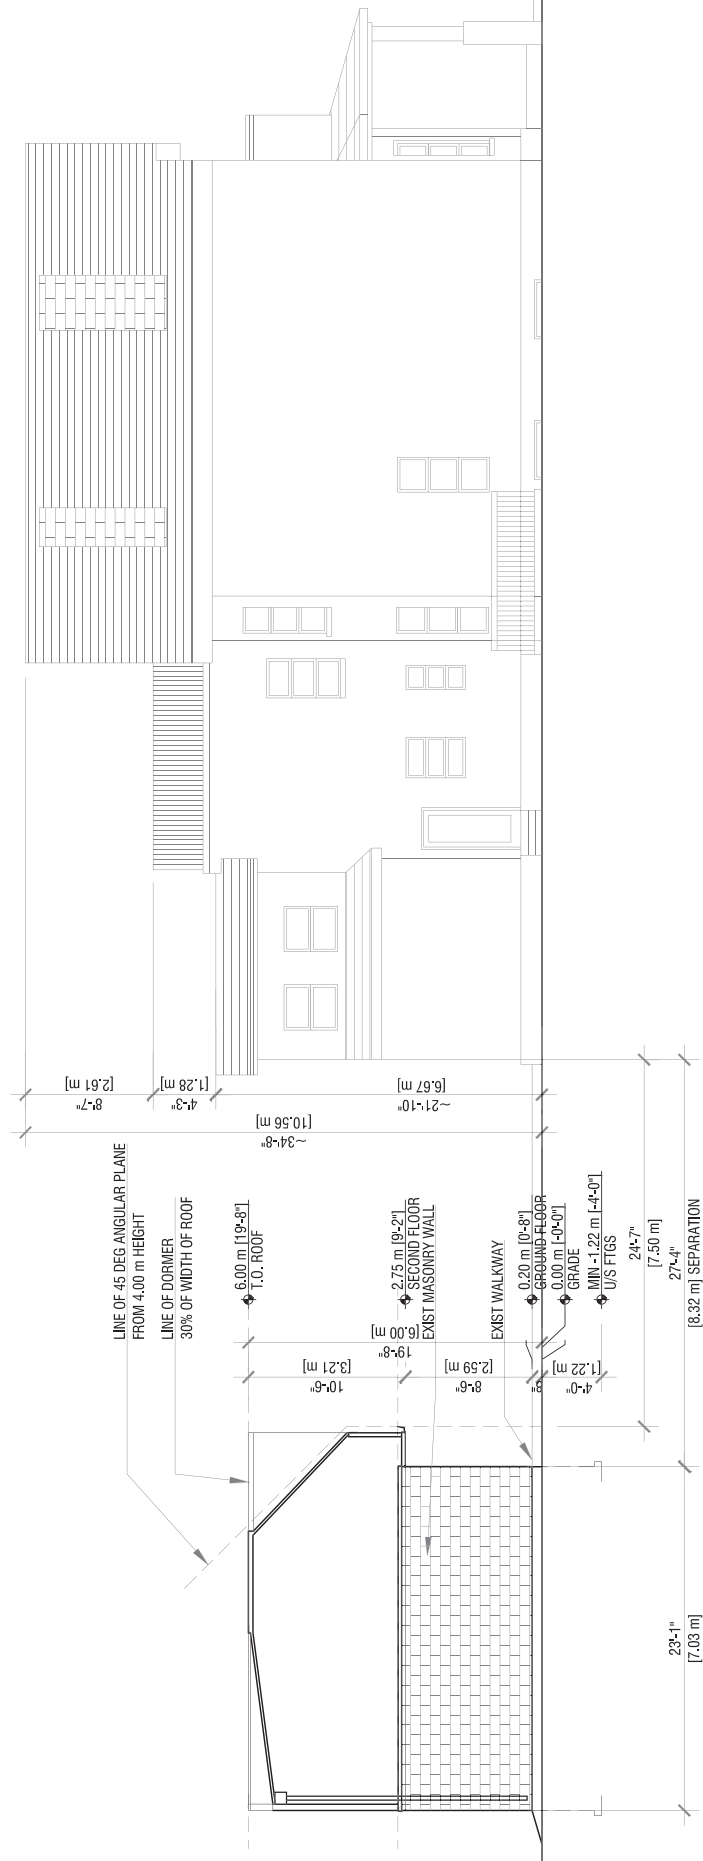 8'-7"
[2.61 m]
4'-3"
[1.28 m]
~21'-10"
[6.67 m]
~34'-8"
[10.56 m]
LINE OF 45 DEG ANGULAR PLANE
FROM 4.00 m HEIGHT
LINE OF DORMER
30% OF WIDTH OF ROOF
6.00 m [19'-8"]
T.O. ROOF
2.75 m [9'-2"]
SECOND FLOOR
EXIST MASONRY WALL
EXIST WALKWAY
0.20 m [0'-8"]
GROUND FLOOR
0.00 m [-0'-0"]
GRADE
MIN -1.22 m [-4'-0"]
U/S FTGS
19'-8"
[6.00 m]
10'-6"
[3.21 m]
8'-6"
[2.59 m]
8"
4'-0"
[1.22 m]
24'-7"
[7.50 m]
27'-4"
[8.32 m] SEPARATION
23'-1"
[7.03 m]